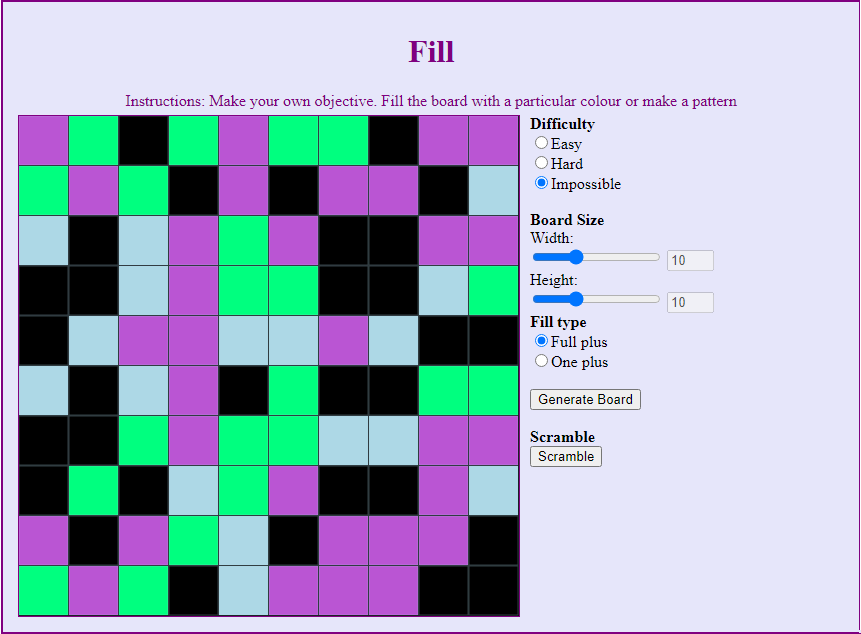 Fill
Instructions: Make your own objective. Fill the board with a particular colour or make a pattern
Difficulty
Easy
Hard
Impossible
Board Size
Width:
10
Height:
10
Fill type
Full plus
One plus
Generate Board
Scramble
Scramble